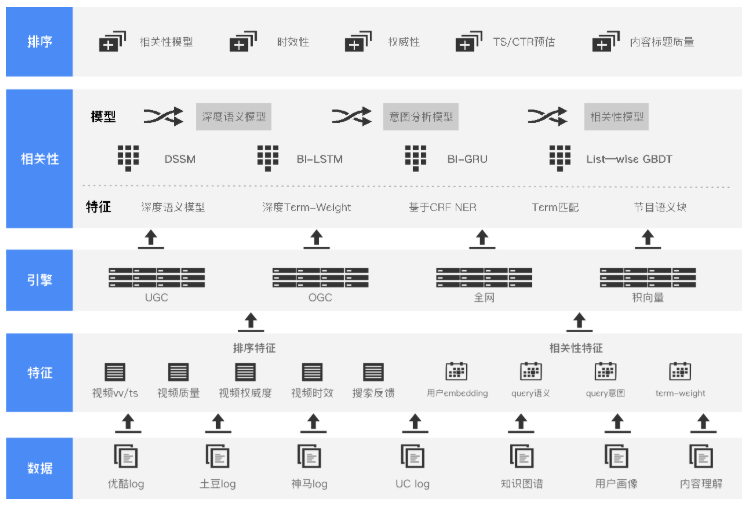 排序
相关性模型
时效性
权威性
TS/CTR预估
内容标题质量
相关性
模型
深度语义模型
意图分析模型
相关性模型
DSSM
BI-LSTM
BI-GRU
List—wise GBDT
特征
深度语义模型
深度Term-Weight
基于CRF NER
Term匹配
节目语义块
引擎
UGC
OGC
全网
积向量
特征
排序特征
相关性特征
视频vv/ts
视频质量
视频权威度
视频时效
搜索反馈
用户embedding
query语义
query意图
term-weight
数据
优酷log
土豆log
神马log
UC log
知识图谱
用户画像
内容理解